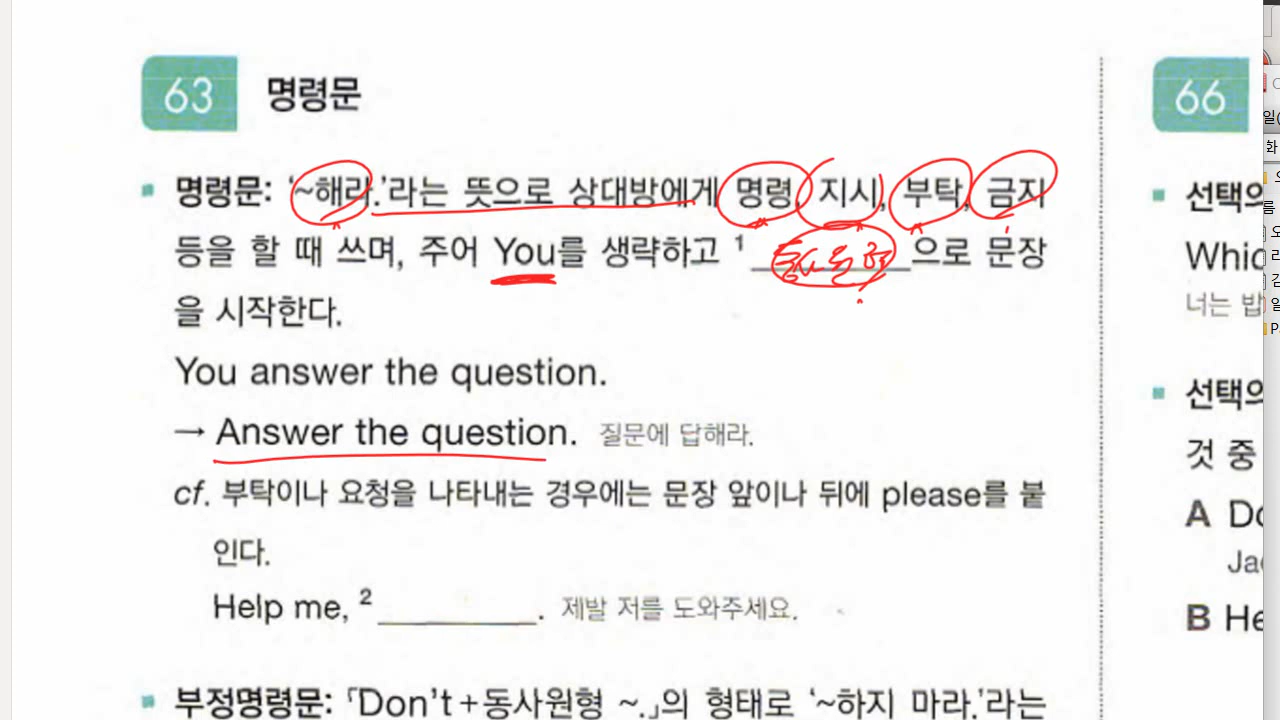 63 명령문
명령문: ‘~해라.’라는 뜻으로 상대방에게 명령, 지시, 부탁, 금지
등을 할 때 쓰며, 주어 You를 생략하고 1 동사원형 으로 문장
을 시작한다.
You answer the question.
→ Answer the question. 질문에 답해라.
cf. 부탁이나 요청을 나타내는 경우에는 문장 앞이나 뒤에 please를 붙
인다.
Help me, 2 ________. 제발 저를 도와주세요.
부정명령문: 「Don't+동사원형 ~.」의 형태로 ‘~하지 마라.’라는
66
선택의
Whic
너는 밥
선택의
것 중
A Do
Ja
B He
일(
화
름